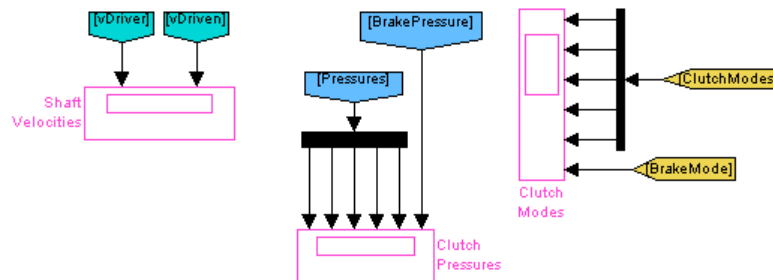 [vDriver]
[vDriven]
[BrakePressure]
[Pressures]
[ClutchModes]
Shaft
Velocities
[BrakeMode]
Clutch
Modes
Clutch
Pressures